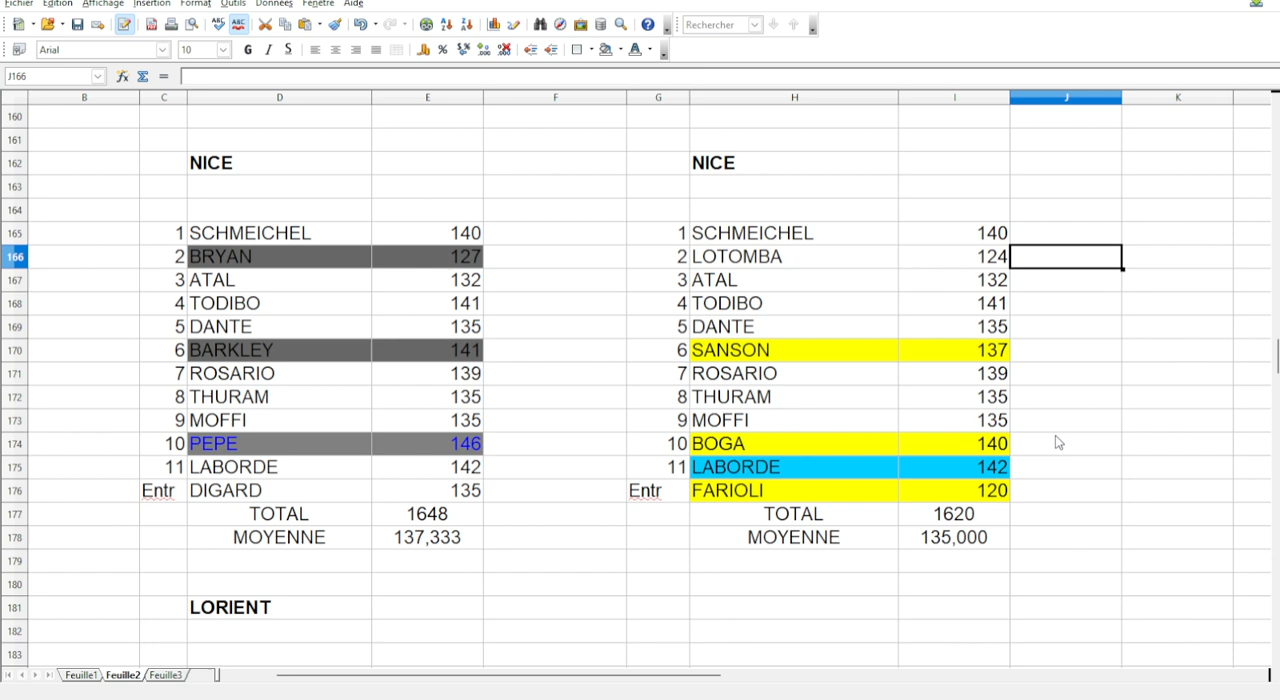 Fichier Edition Affichage Insertion Format Outils Données Fenêtre Aide
Rechercher
Arial 10 G I S
J166
B C D E F G H I J K
160
161
162 NICE NICE
163
164
165 1 SCHMEICHEL 140 1 SCHMEICHEL 140
166 2 BRYAN 127 2 LOTOMBA 124
167 3 ATAL 132 3 ATAL 132
168 4 TODIBO 141 4 TODIBO 141
169 5 DANTE 135 5 DANTE 135
170 6 BARKLEY 141 6 SANSON 137
171 7 ROSARIO 139 7 ROSARIO 139
172 8 THURAM 135 8 THURAM 135
173 9 MOFFI 135 9 MOFFI 135
174 10 PEPE 146 10 BOGA 140
175 11 LABORDE 142 11 LABORDE 142
176 Entr DIGARD 135 Entr FARIOLI 120
177 TOTAL 1648 TOTAL 1620
178 MOYENNE 137,333 MOYENNE 135,000
179
180
181 LORIENT
182
183
Feuille1 Feuille2 Feuille3